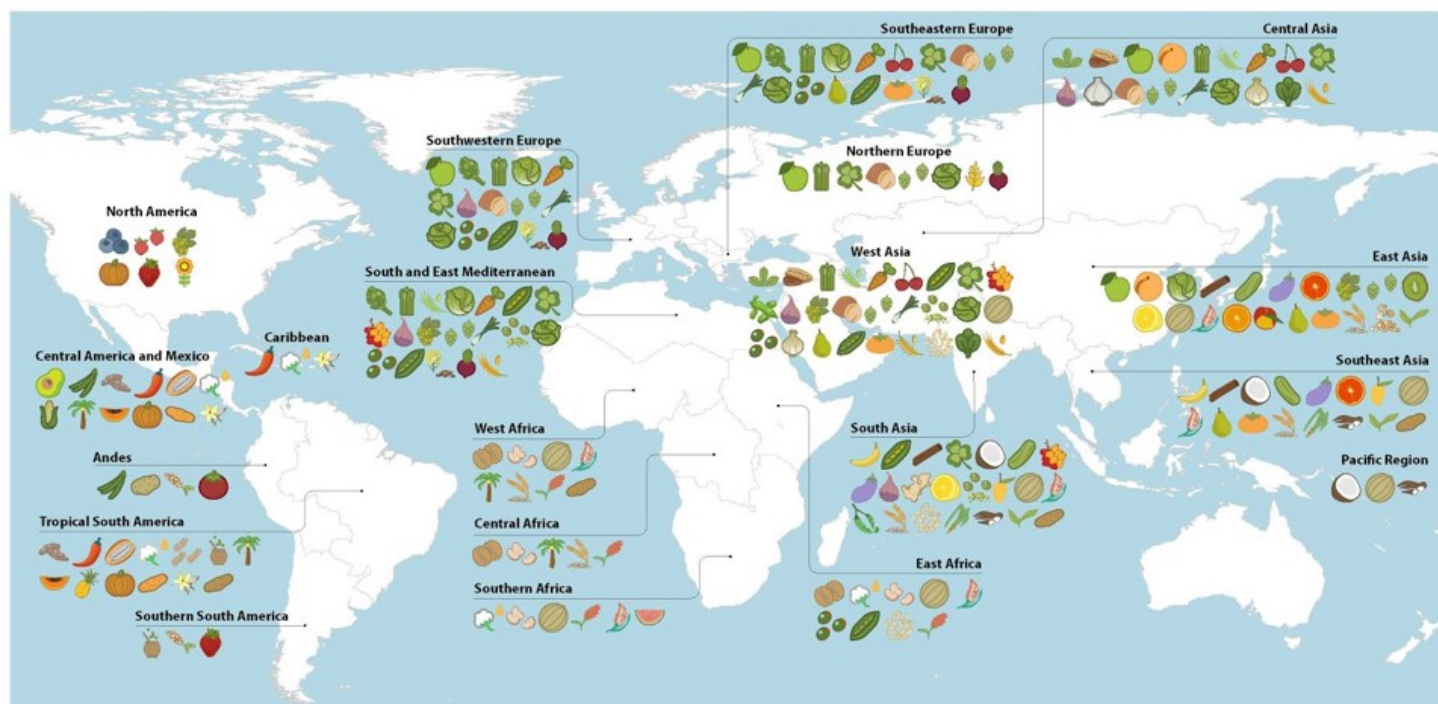 Southeastern Europe
Central Asia
Southwestern Europe
Northern Europe
North America
West Asia
South and East Mediterranean
East Asia
Caribbean
Central America and Mexico
Southeast Asia
West Africa
South Asia
Andes
Pacific Region
Tropical South America
Central Africa
East Africa
Southern Africa
Southern South America